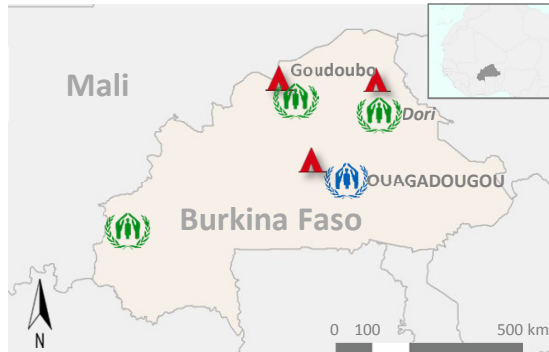 Goudoubo
Mali
Dori
OUAGADOUGOU
Burkina Faso
N
0 100 500 km